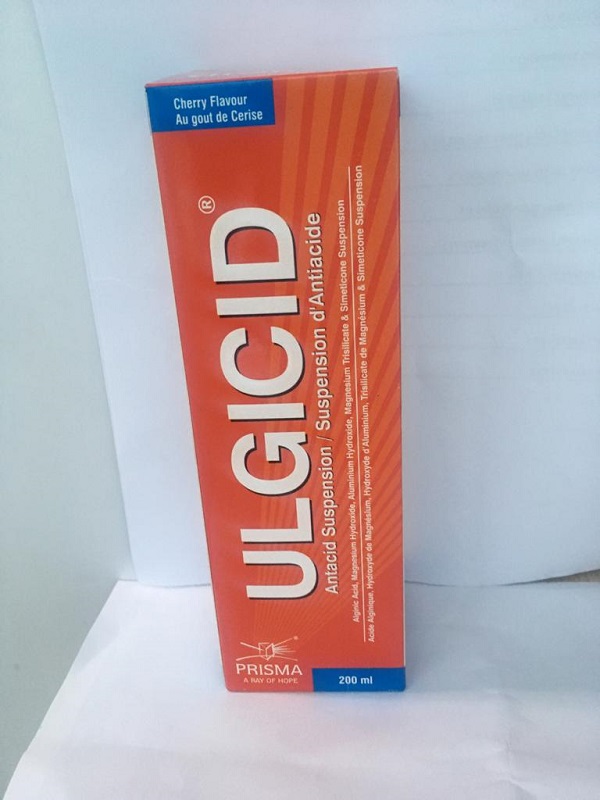 Cherry Flavour
Au gout de Cerise
ULGICID®
Antacid Suspension / Suspension d'Antiacide
Alginic Acid, Magnesium Hydroxide, Aluminium Hydroxide, Magnesium Trisilicate & Simeticone Suspension
Acide Alginique, Hydroxyde de Magnésium, Hydroxyde d'Aluminium, Trisilicate de Magnésium & Simeticone Suspension
PRISMA
A RAY OF HOPE
200 ml